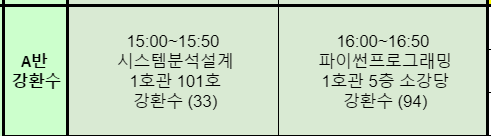 A반
강환수
15:00~15:50
시스템분석설계
1호관 101호
강환수 (33)
16:00~16:50
파이썬프로그래밍
1호관 5층 소강당
강환수 (94)